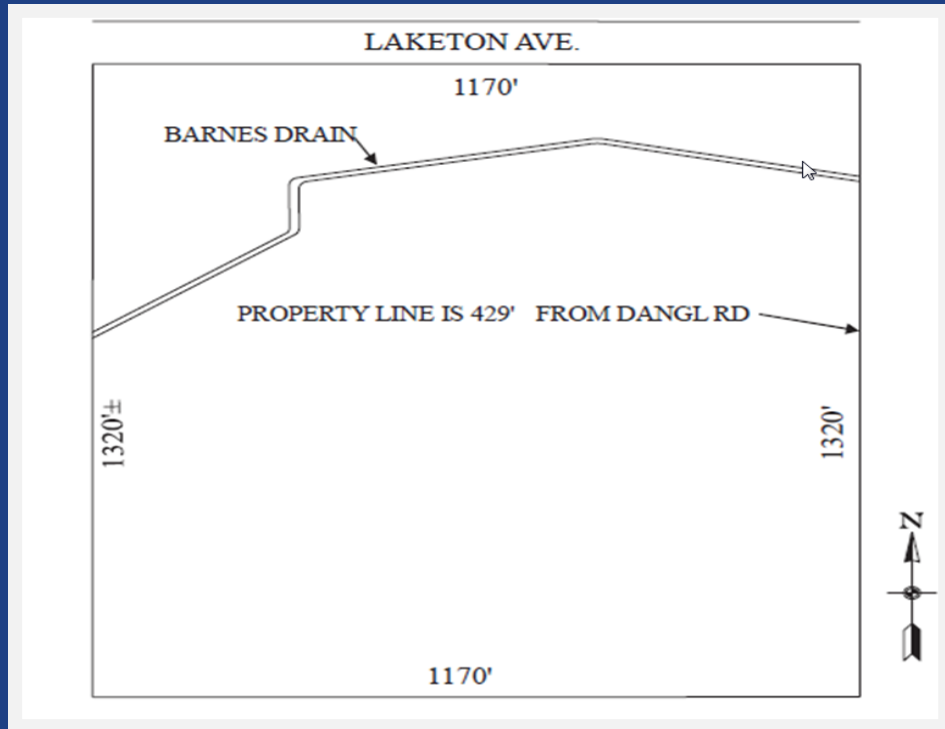 LAKETON AVE.
1170'
BARNES DRAIN
PROPERTY LINE IS 429' FROM DANGL RD
1320'±
1320'
N
1170'